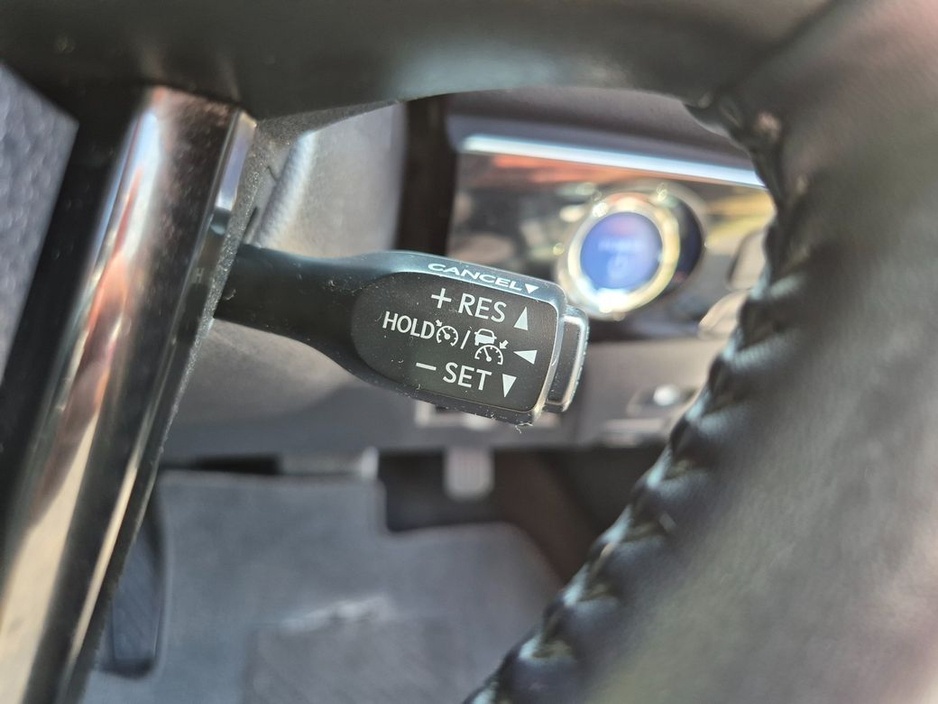 CANCEL▼
+ RES ▲
HOLD / ◀
− SET ▼